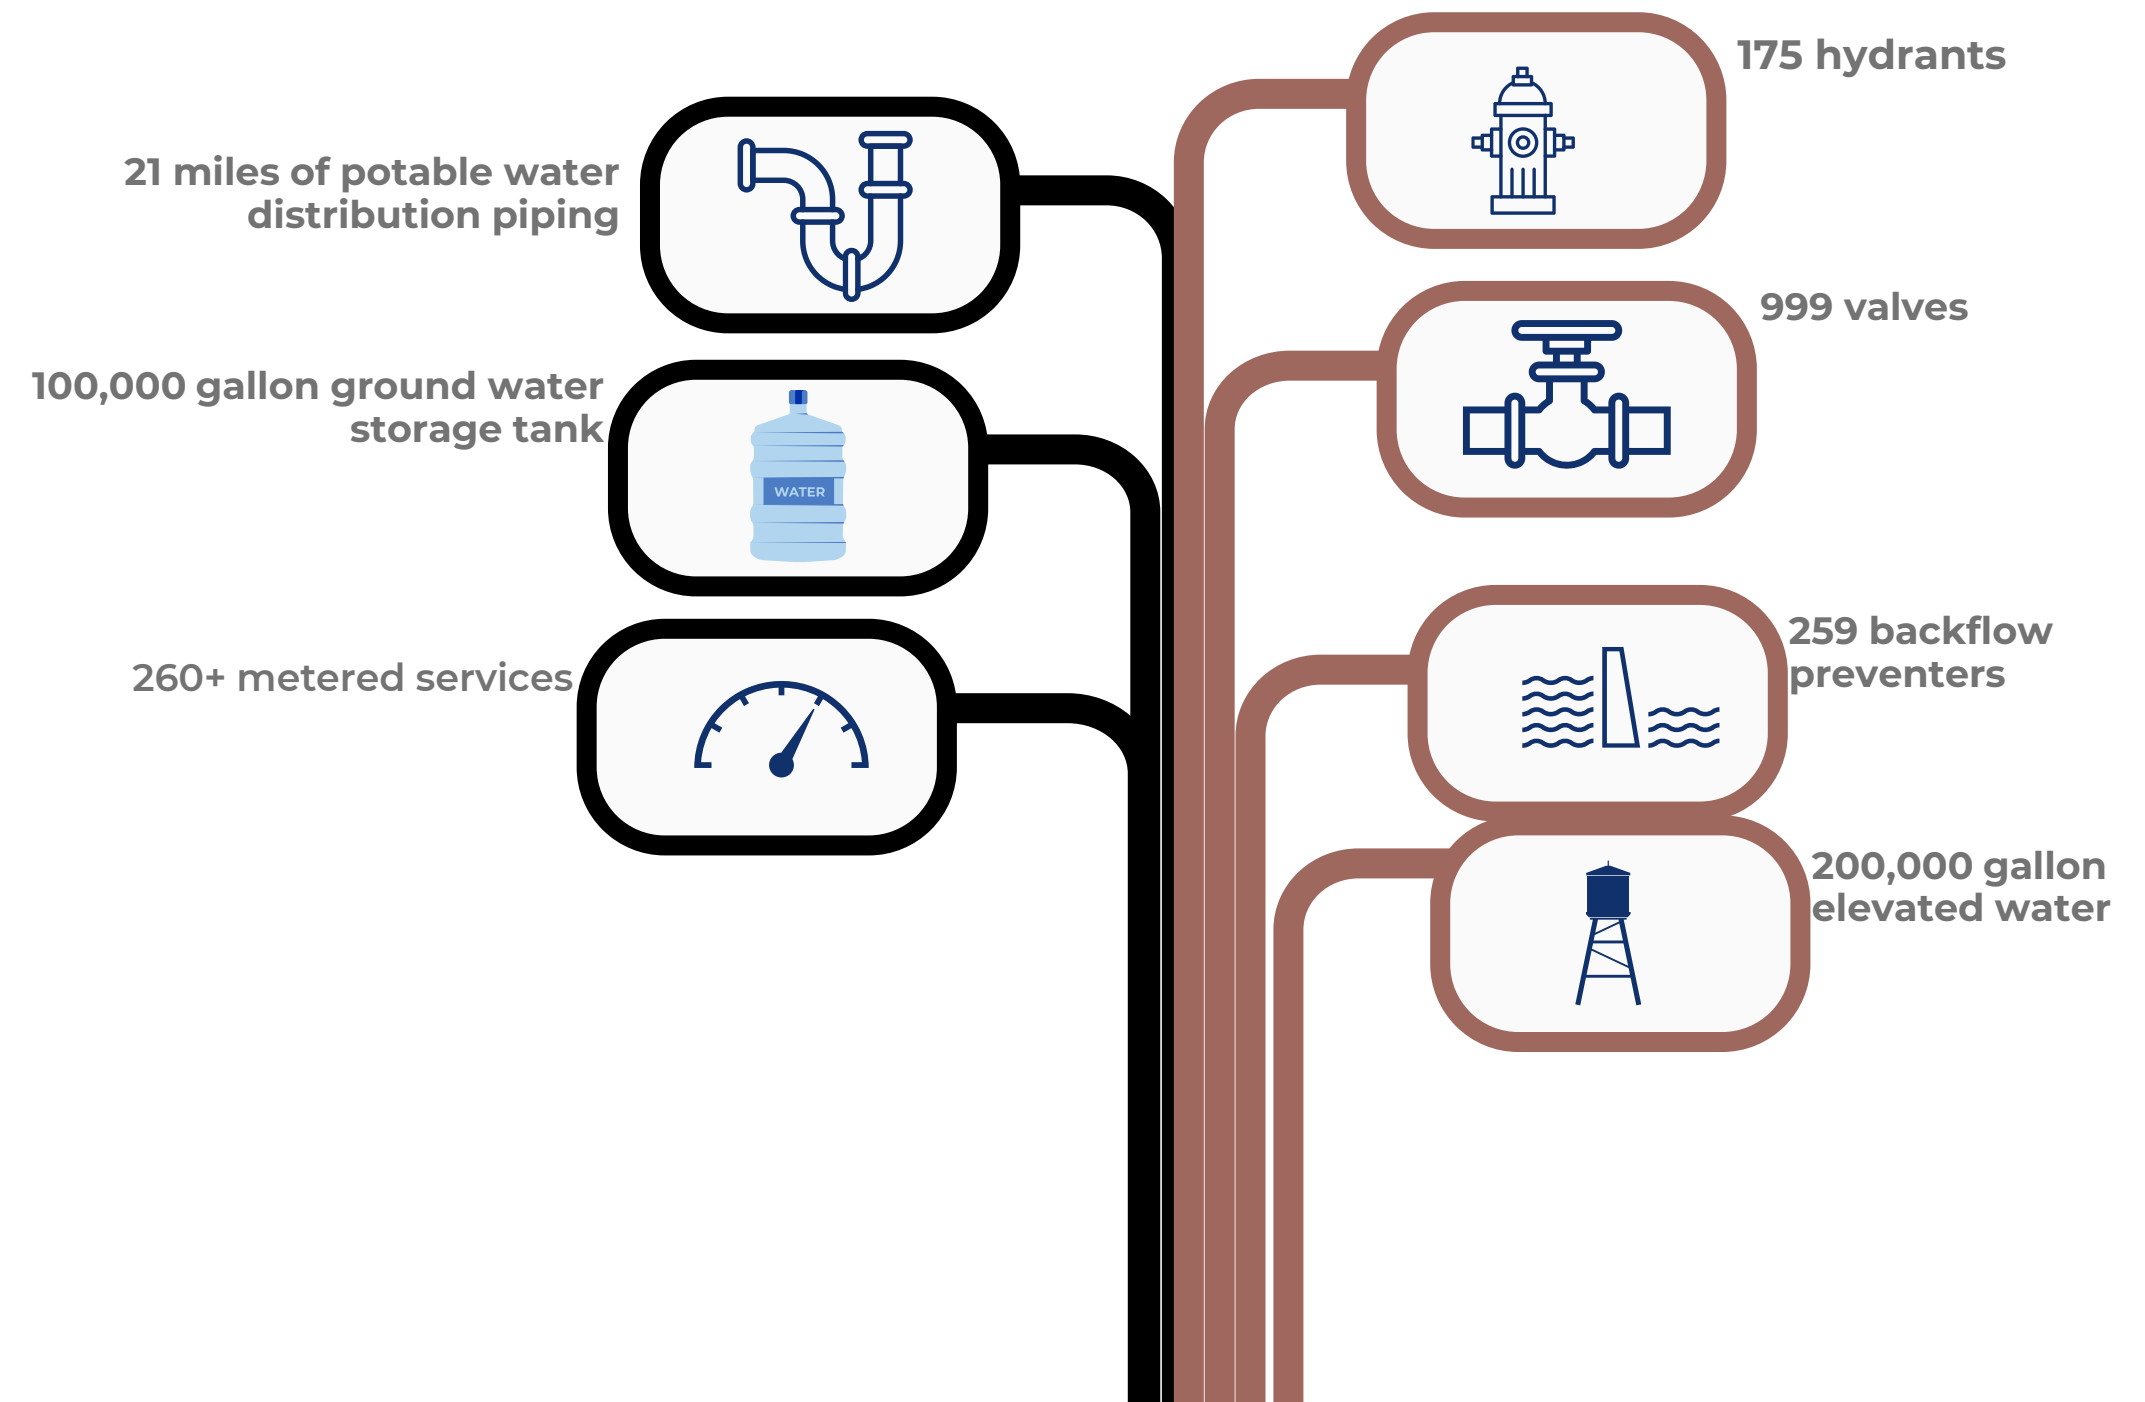 175 hydrants
21 miles of potable water
distribution piping
999 valves
100,000 gallon ground water
storage tank
WATER
259 backflow
preventers
260+ metered services
200,000 gallon
elevated water